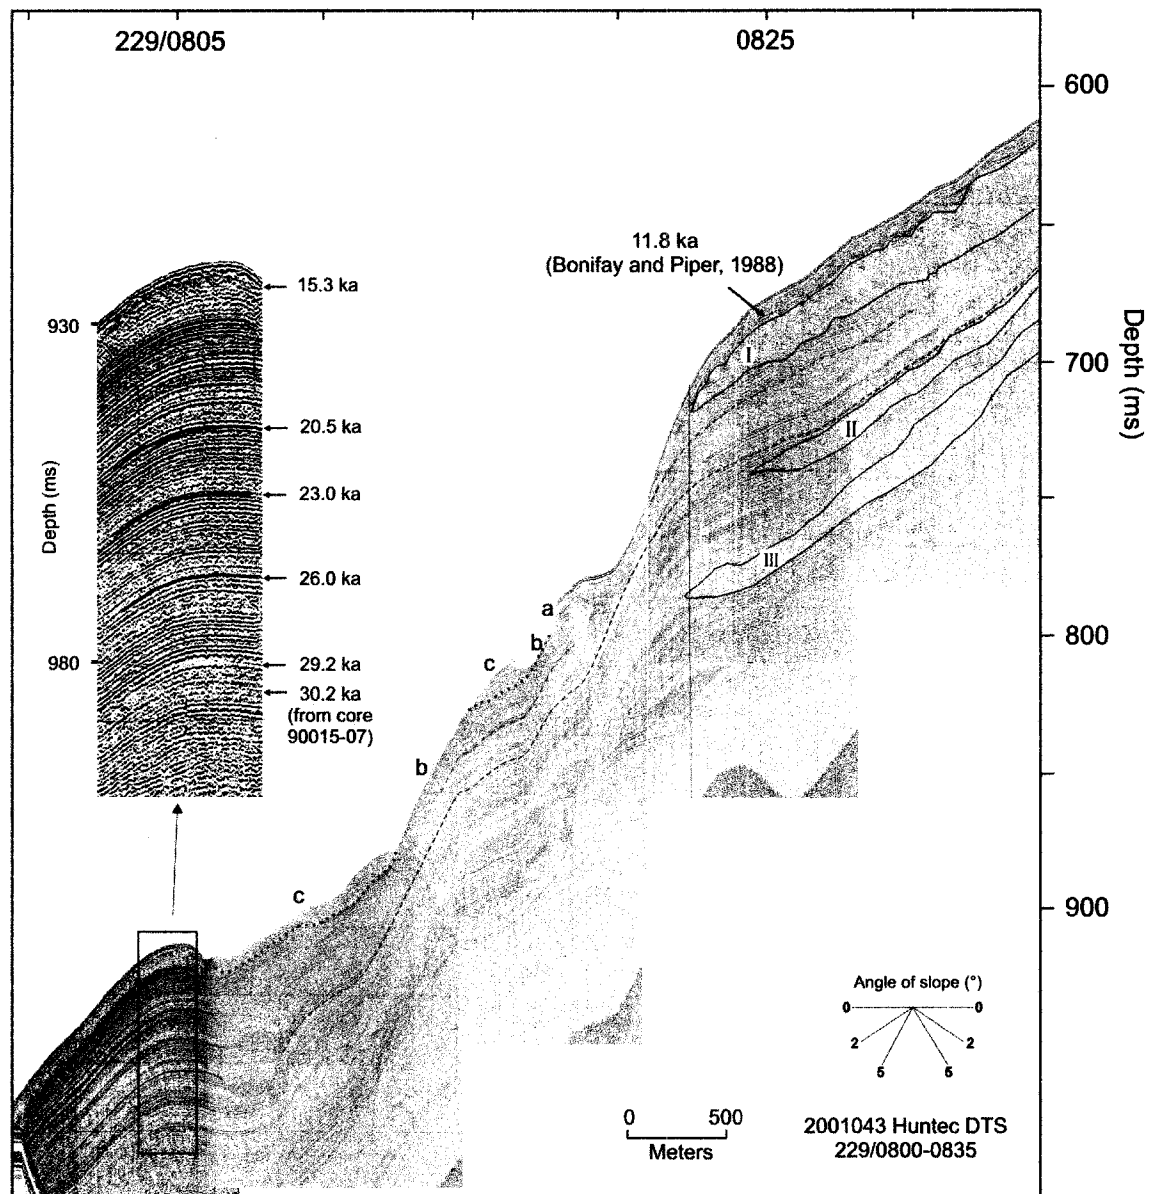 229/0805
0825
600
11.8 ka
(Bonifay and Piper, 1988)
15.3 ka
930
I
700
Depth (ms)
20.5 ka
II
Depth (ms)
23.0 ka
III
26.0 ka
a
b
800
c
980
29.2 ka
30.2 ka
(from core
90015-07)
b
c
900
Angle of slope (°)
0
0
2
2
5
5
0
500
Meters
2001043 Huntec DTS
229/0800-0835